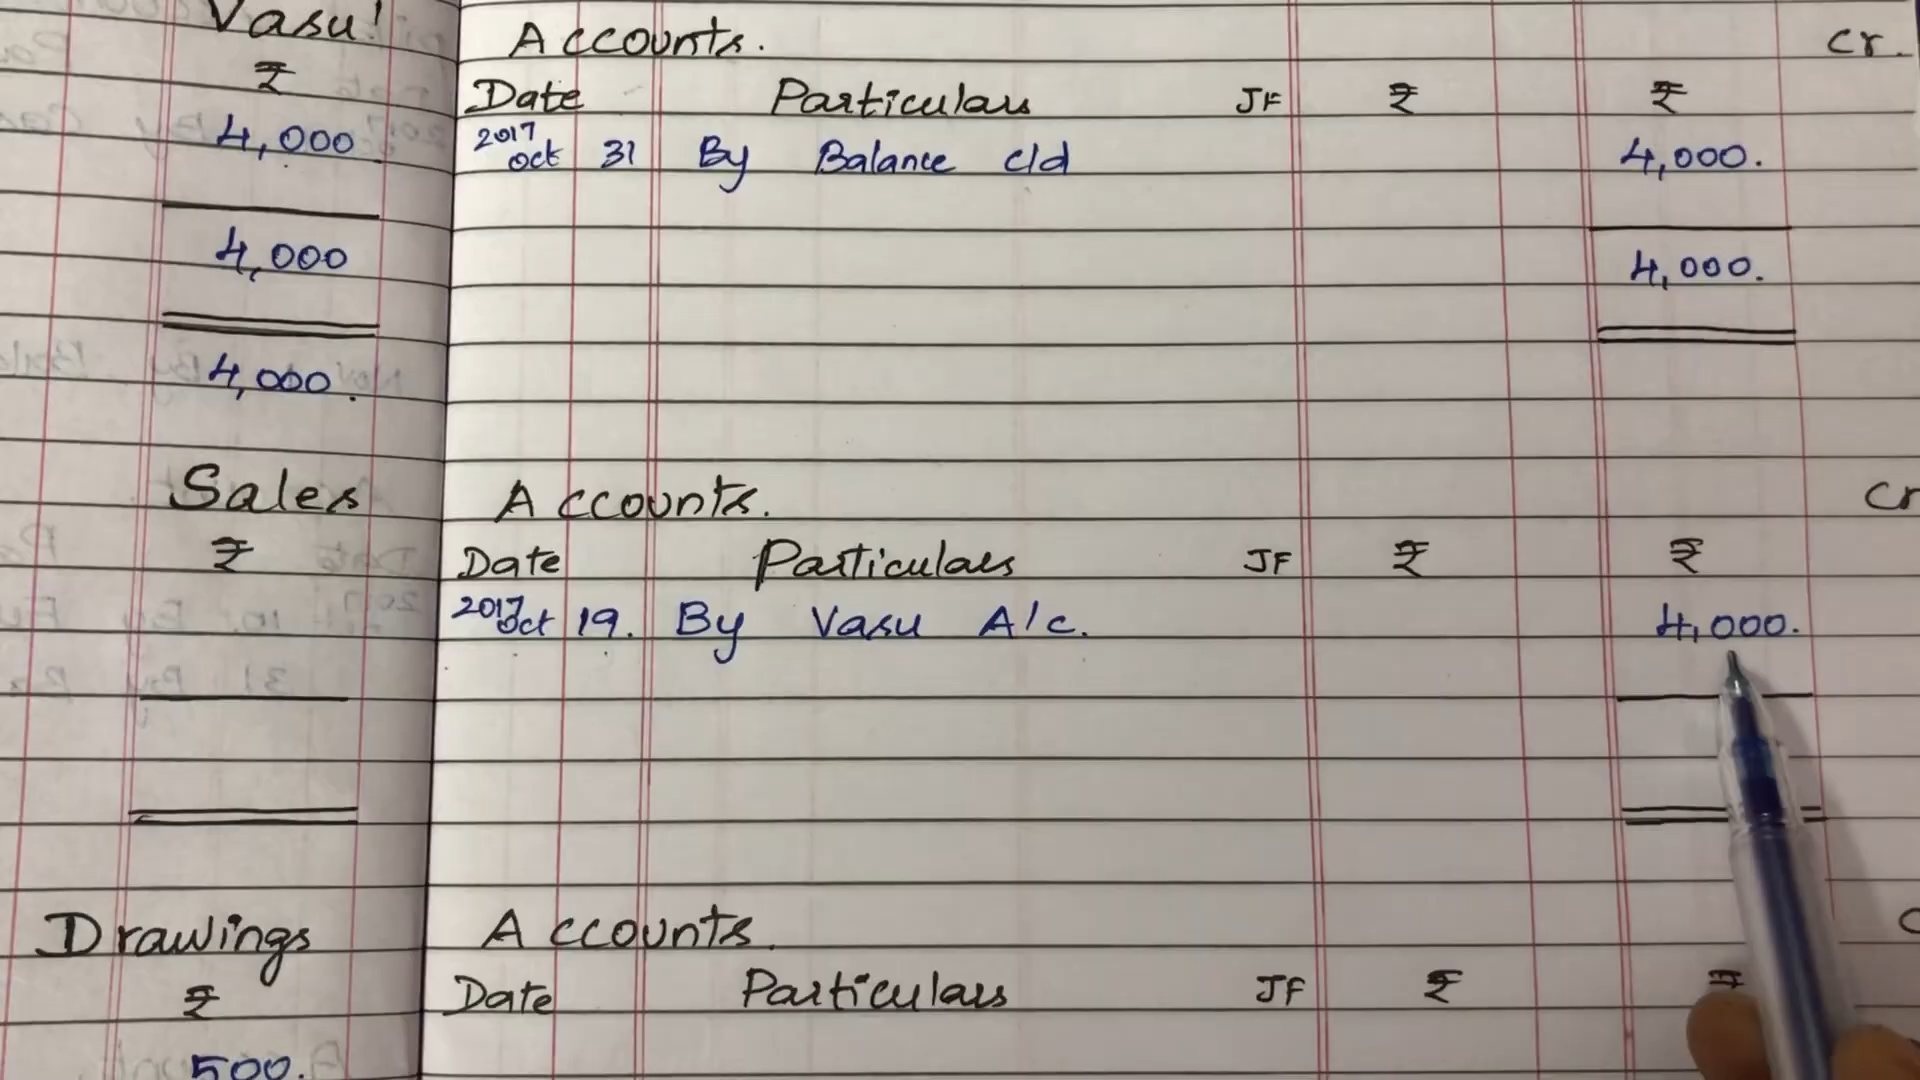 Vasu! Accounts. Cr.
₹ Date Particulars JF ₹ ₹
4,000 2017 Oct 31 By Balance c/d 4,000.
4,000 4,000.
4,000.
Sales Accounts. Cr
₹ Date Particulars JF ₹ ₹
2017 Oct 19. By Vasu A/c. 4,000.
Drawings Accounts. C
₹ Date Particulars JF ₹ ₹
500.